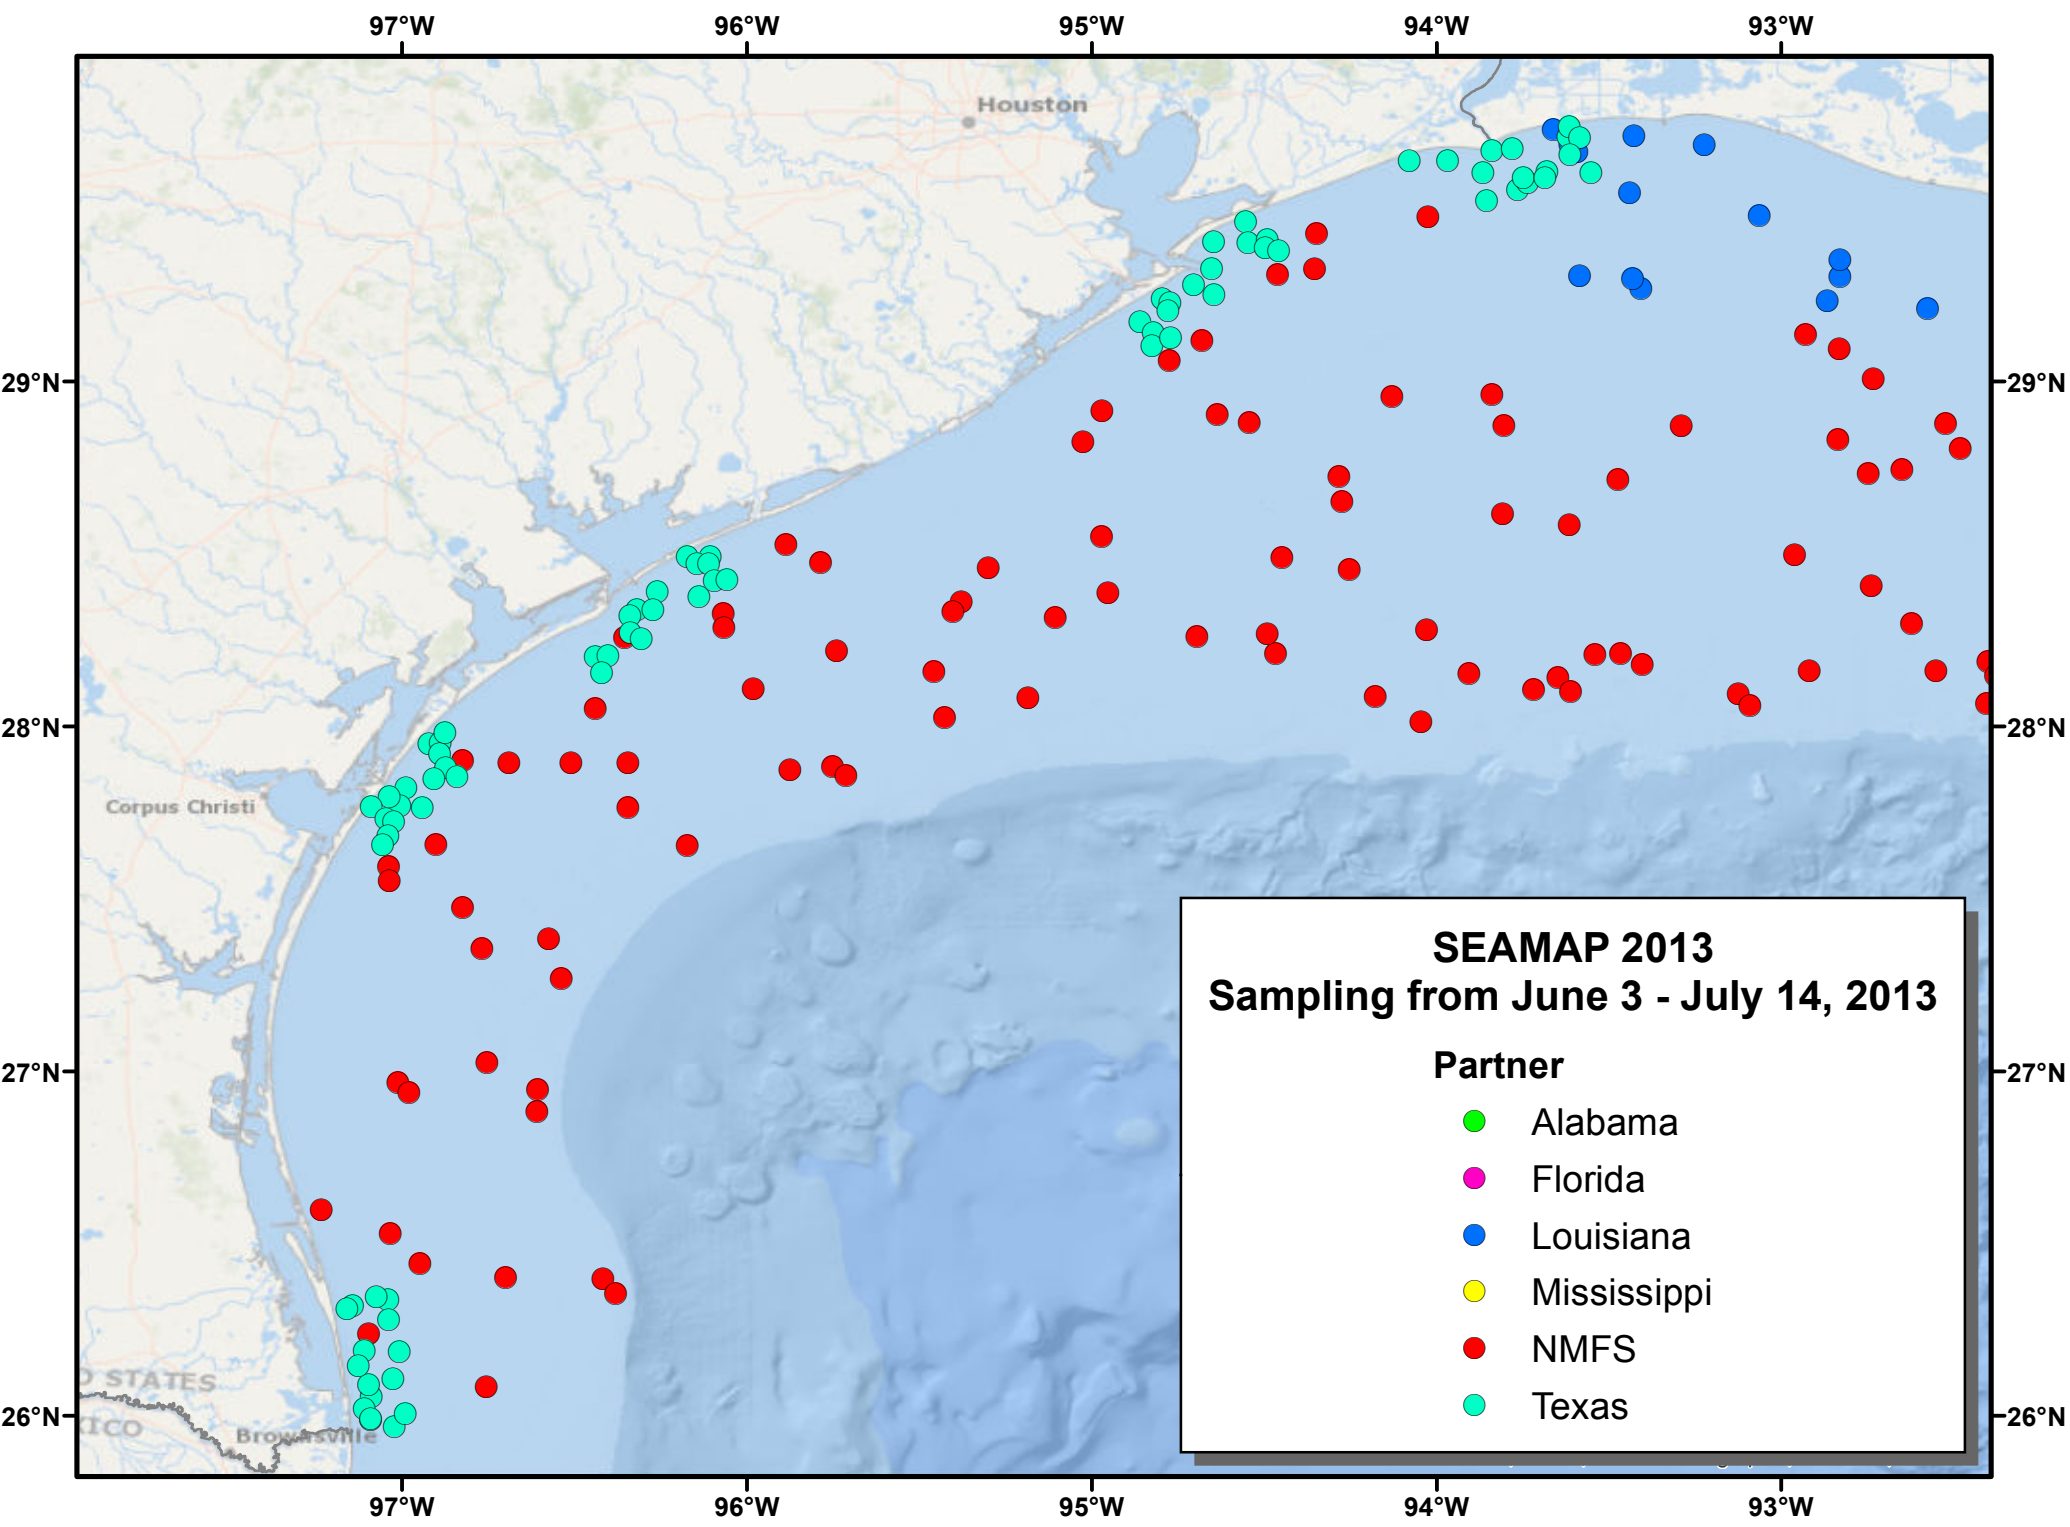 97°W 96°W 95°W 94°W 93°W
Houston
29°N 29°N
28°N 28°N
Corpus Christi
SEAMAP 2013
Sampling from June 3 - July 14, 2013
Partner
27°N 27°N
Alabama
Florida
Louisiana
Mississippi
NMFS
Texas
D STATES
ICO
26°N 26°N
Brownsville
97°W 96°W 95°W 94°W 93°W